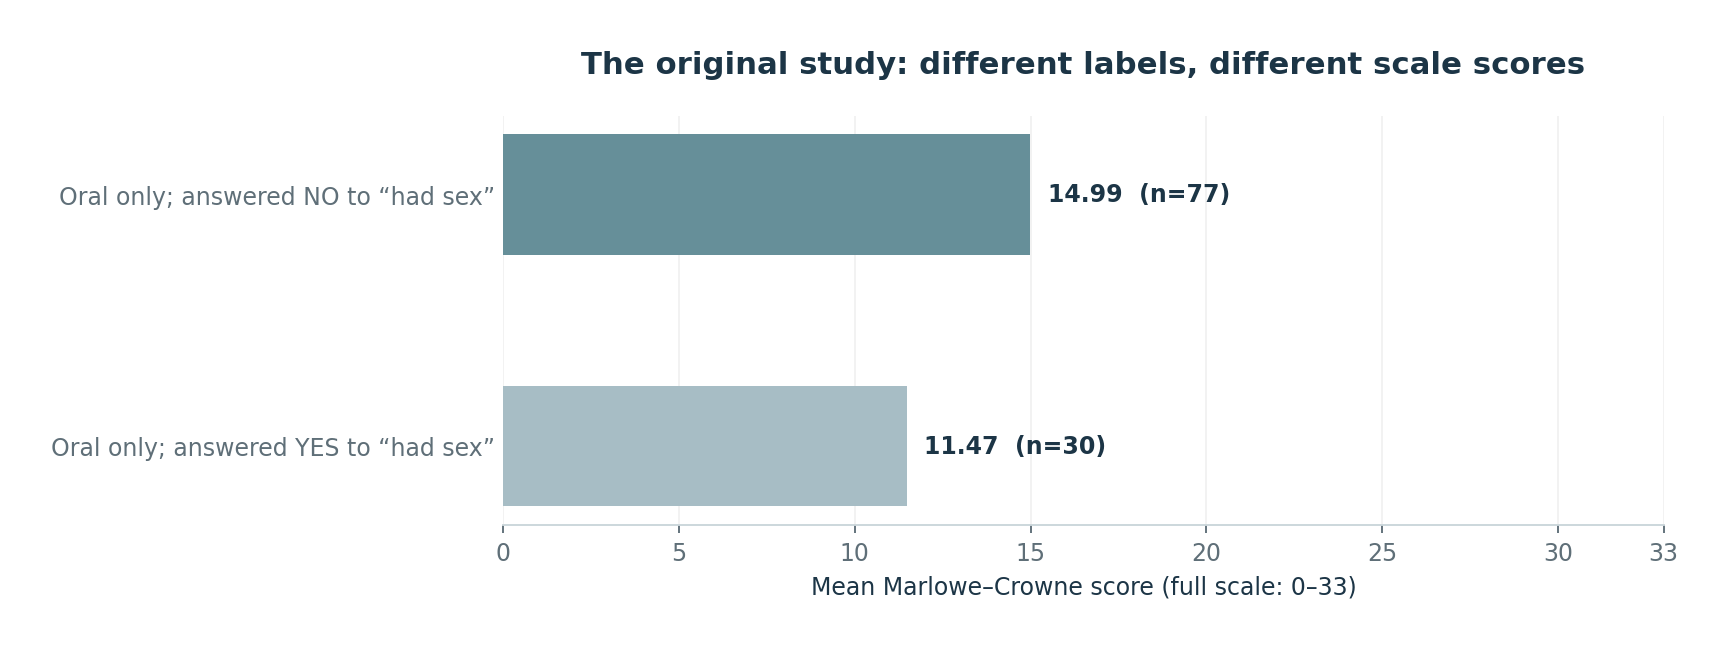 The original study: different labels, different scale scores
Oral only; answered NO to “had sex”
14.99  (n=77)
Oral only; answered YES to “had sex”
11.47  (n=30)
0 5 10 15 20 25 30 33
Mean Marlowe–Crowne score (full scale: 0–33)